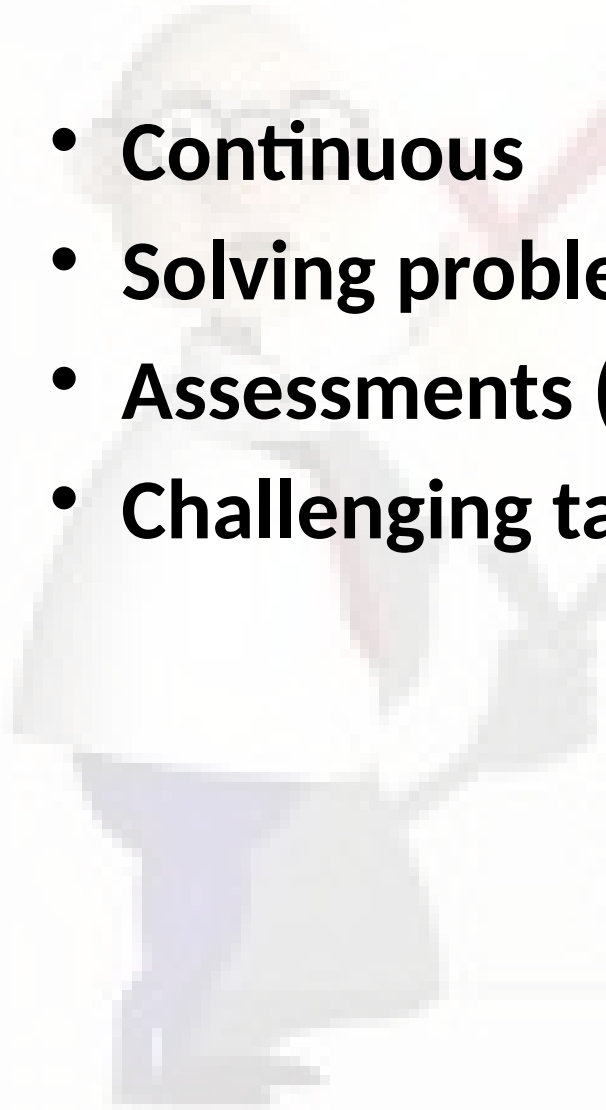 • Continuous
• Solving proble
• Assessments (
• Challenging ta